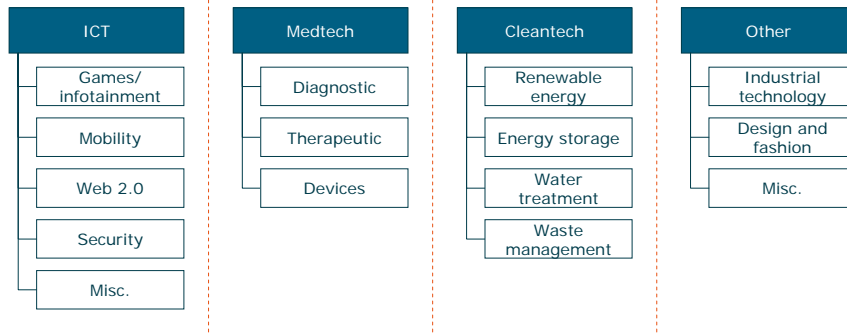 ICT
Games/
infotainment
Mobility
Web 2.0
Security
Misc.
Medtech
Diagnostic
Therapeutic
Devices
Cleantech
Renewable
energy
Energy storage
Water
treatment
Waste
management
Other
Industrial
technology
Design and
fashion
Misc.